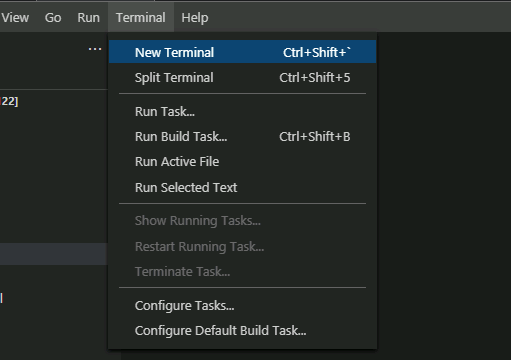 View Go Run Terminal Help
...
New Terminal Ctrl+Shift+`
Split Terminal Ctrl+Shift+5
22]
Run Task...
Run Build Task... Ctrl+Shift+B
Run Active File
Run Selected Text
Show Running Tasks...
Restart Running Task...
Terminate Task...
Configure Tasks...
Configure Default Build Task...